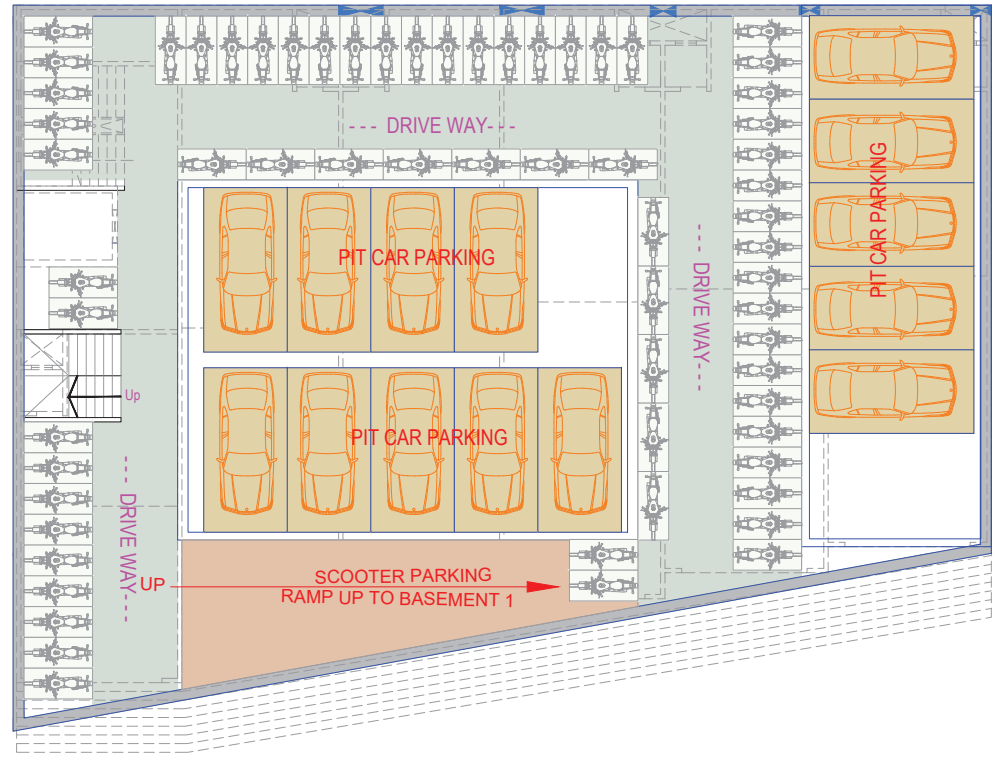 --- DRIVE WAY---
PIT CAR PARKING
PIT CAR PARKING
--- DRIVE WAY ---
Up
PIT CAR PARKING
--- DRIVE WAY---
UP
SCOOTER PARKING
RAMP UP TO BASEMENT 1